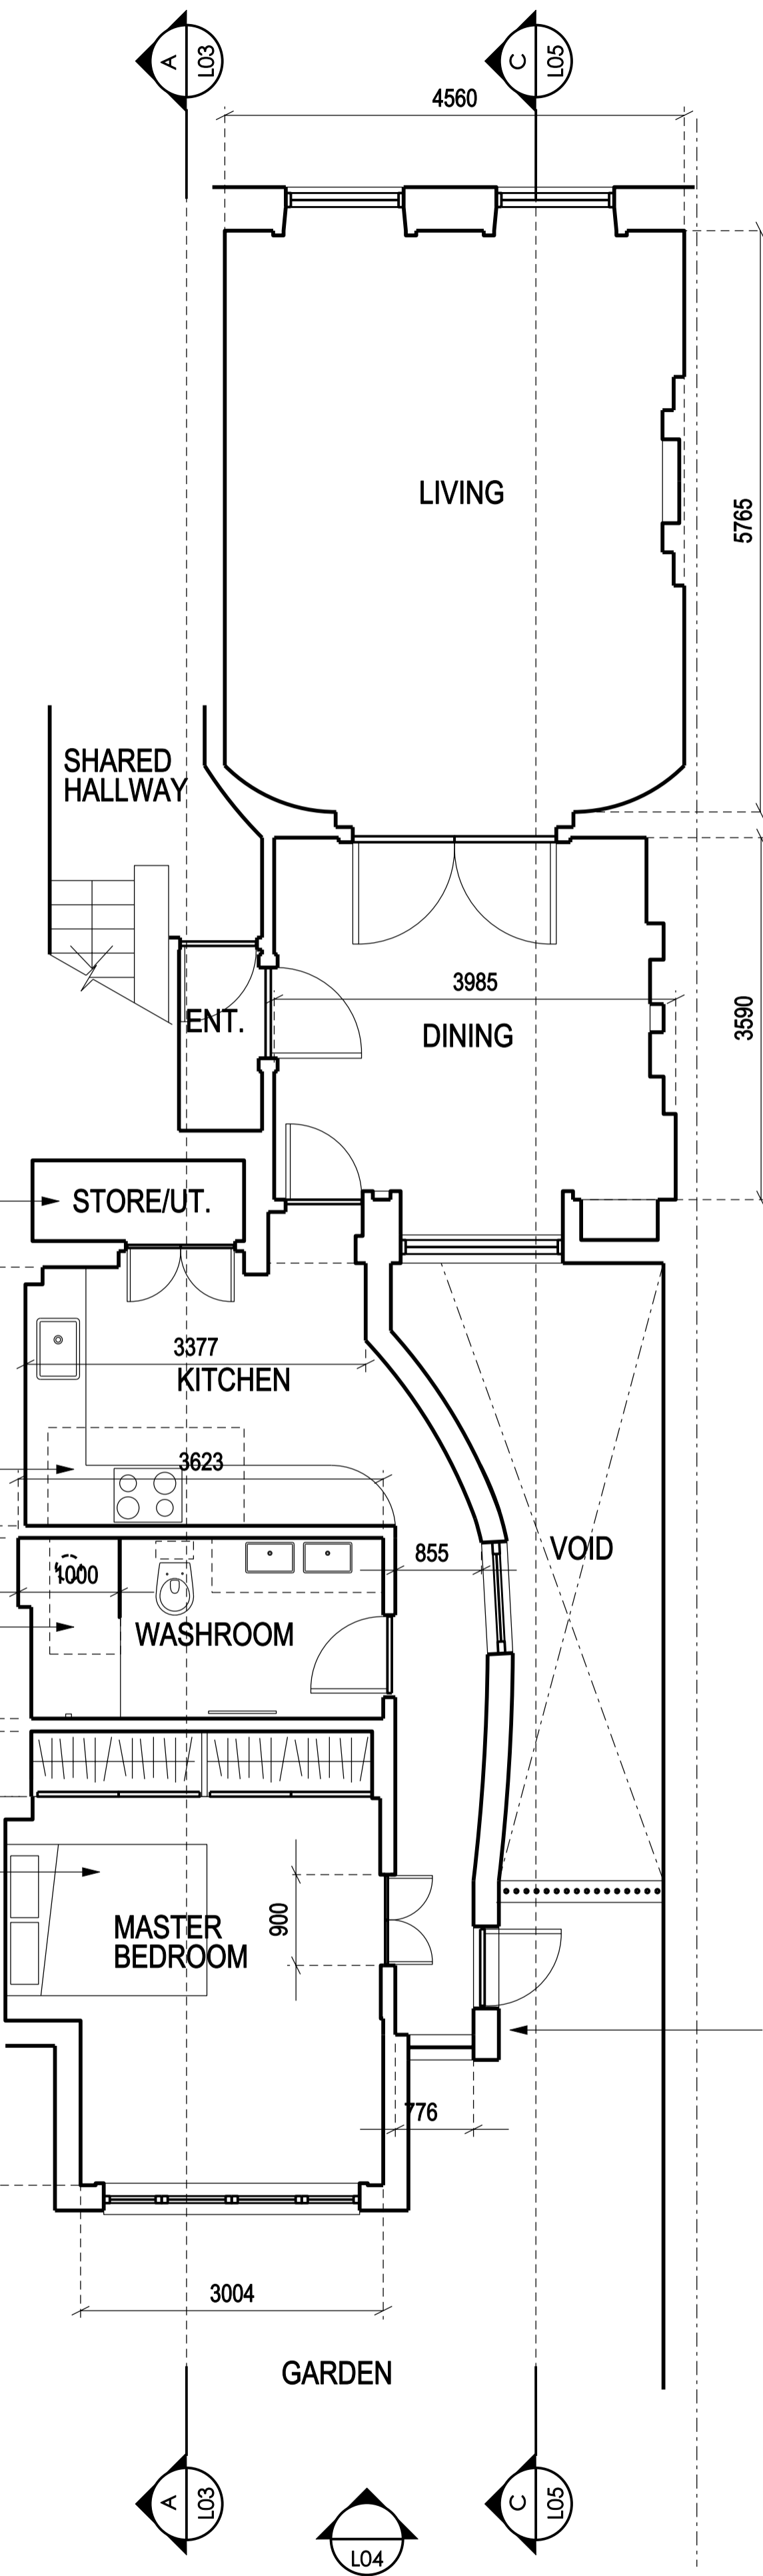 A
L03
C
L05
4560
LIVING
5765
SHARED
HALLWAY
3985
ENT.
DINING
3590
STORE/UT.
3377
KITCHEN
3623
855
VOID
1000
WASHROOM
900
MASTER
BEDROOM
776
3004
GARDEN
A
L03
C
L05
L04